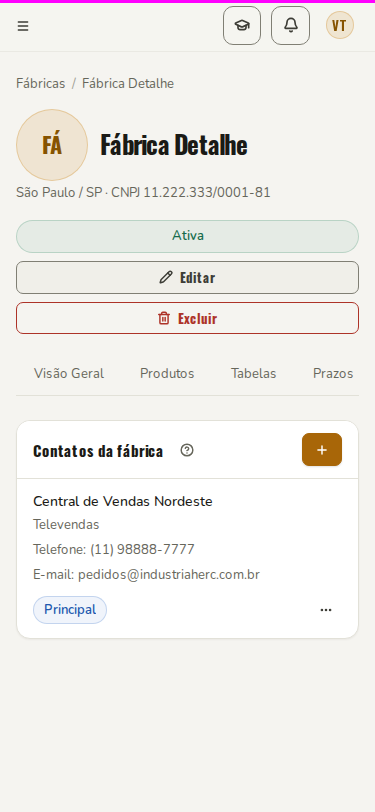 VT
Fábricas / Fábrica Detalhe
FÁ
Fábrica Detalhe
São Paulo / SP · CNPJ 11.222.333/0001-81
Ativa
Editar
Excluir
Visão Geral Produtos Tabelas Prazos
Contatos da fábrica
Central de Vendas Nordeste
Televendas
Telefone: (11) 98888-7777
E-mail: pedidos@industriaherc.com.br
Principal